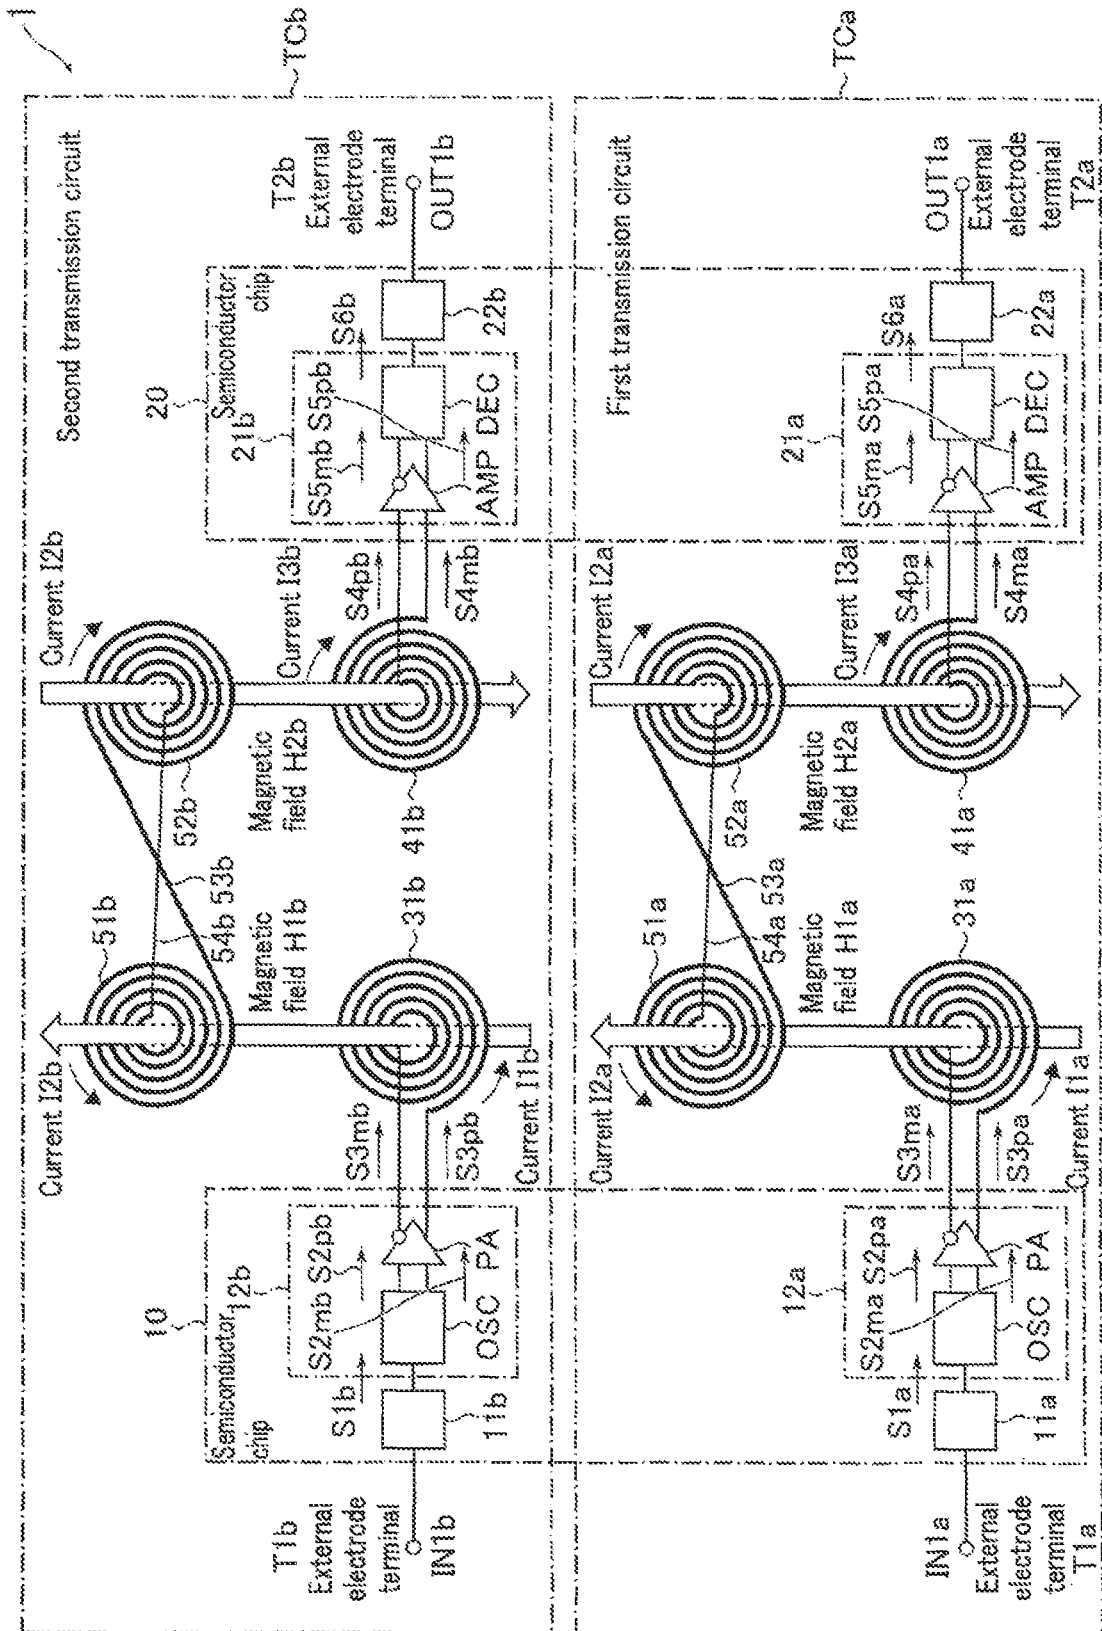 1
TCb
Second transmission circuit
T1b
External
electrode
terminal
IN1b
10
Semiconductor
chip
11b
S1b
12b
S2mb S2pb
OSC PA
S3mb
S3pb
Current I1b
Current I2b
51b
Magnetic
field H1b
31b
54b
53b
52b
Magnetic
field H2b
41b
Current I2b
Current I3b
S4pb
S4mb
20
Semiconductor
chip
21b
S5mb S5pb
AMP DEC
S6b
22b
T2b
External
electrode
terminal
OUT1b
TCa
First transmission circuit
IN1a
External
electrode
terminal
T1a
11a
S1a
12a
S2ma S2pa
OSC PA
S3ma
S3pa
Current I1a
Current I2a
51a
Magnetic
field H1a
31a
54a
53a
52a
Magnetic
field H2a
41a
Current I2a
Current I3a
S4pa
S4ma
21a
S5ma S5pa
AMP DEC
S6a
22a
OUT1a
External
electrode
terminal
T2a